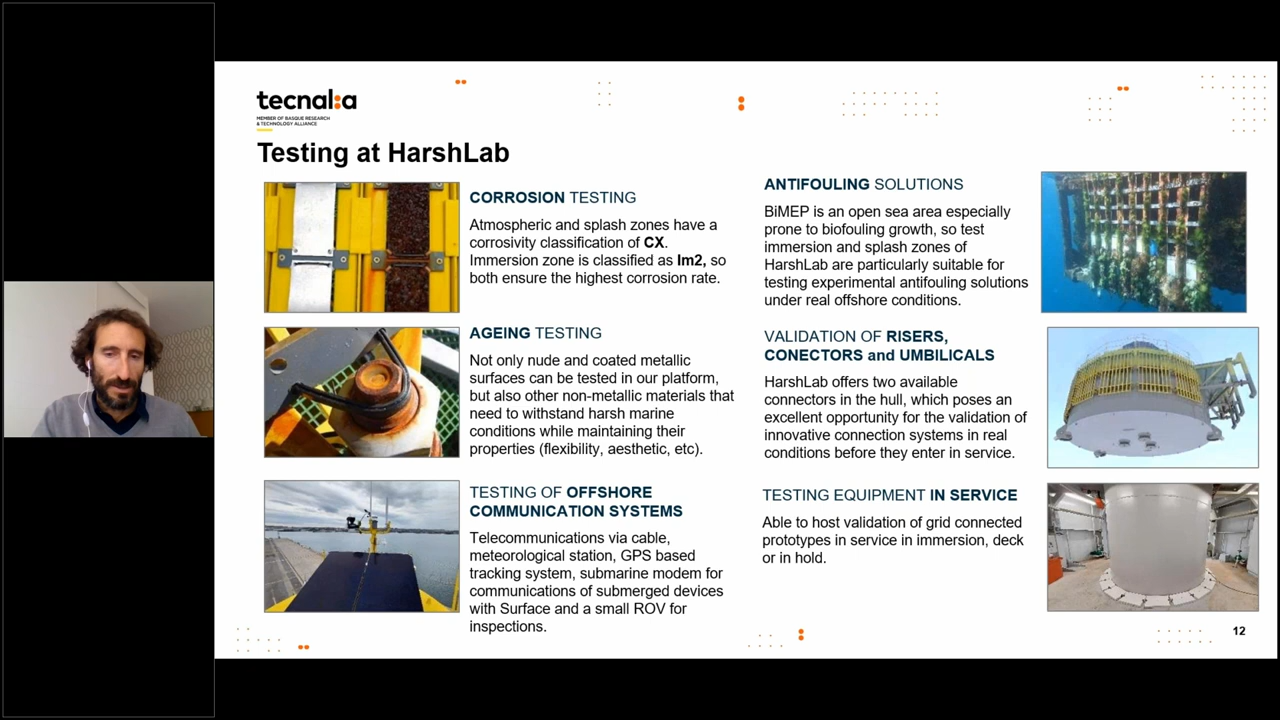 tecnal:a
MEMBER OF BASQUE RESEARCH
& TECHNOLOGY ALLIANCE
Testing at HarshLab
CORROSION TESTING
Atmospheric and splash zones have a
corrosivity classification of CX.
Immersion zone is classified as Im2, so
both ensure the highest corrosion rate.
AGEING TESTING
Not only nude and coated metallic
surfaces can be tested in our platform,
but also other non-metallic materials that
need to withstand harsh marine
conditions while maintaining their
properties (flexibility, aesthetic, etc).
TESTING OF OFFSHORE
COMMUNICATION SYSTEMS
Telecommunications via cable,
meteorological station, GPS based
tracking system, submarine modem for
communications of submerged devices
with Surface and a small ROV for
inspections.
ANTIFOULING SOLUTIONS
BiMEP is an open sea area especially
prone to biofouling growth, so test
immersion and splash zones of
HarshLab are particularly suitable for
testing experimental antifouling solutions
under real offshore conditions.
VALIDATION OF RISERS,
CONECTORS and UMBILICALS
HarshLab offers two available
connectors in the hull, which poses an
excellent opportunity for the validation of
innovative connection systems in real
conditions before they enter in service.
TESTING EQUIPMENT IN SERVICE
Able to host validation of grid connected
prototypes in service in immersion, deck
or in hold.
12